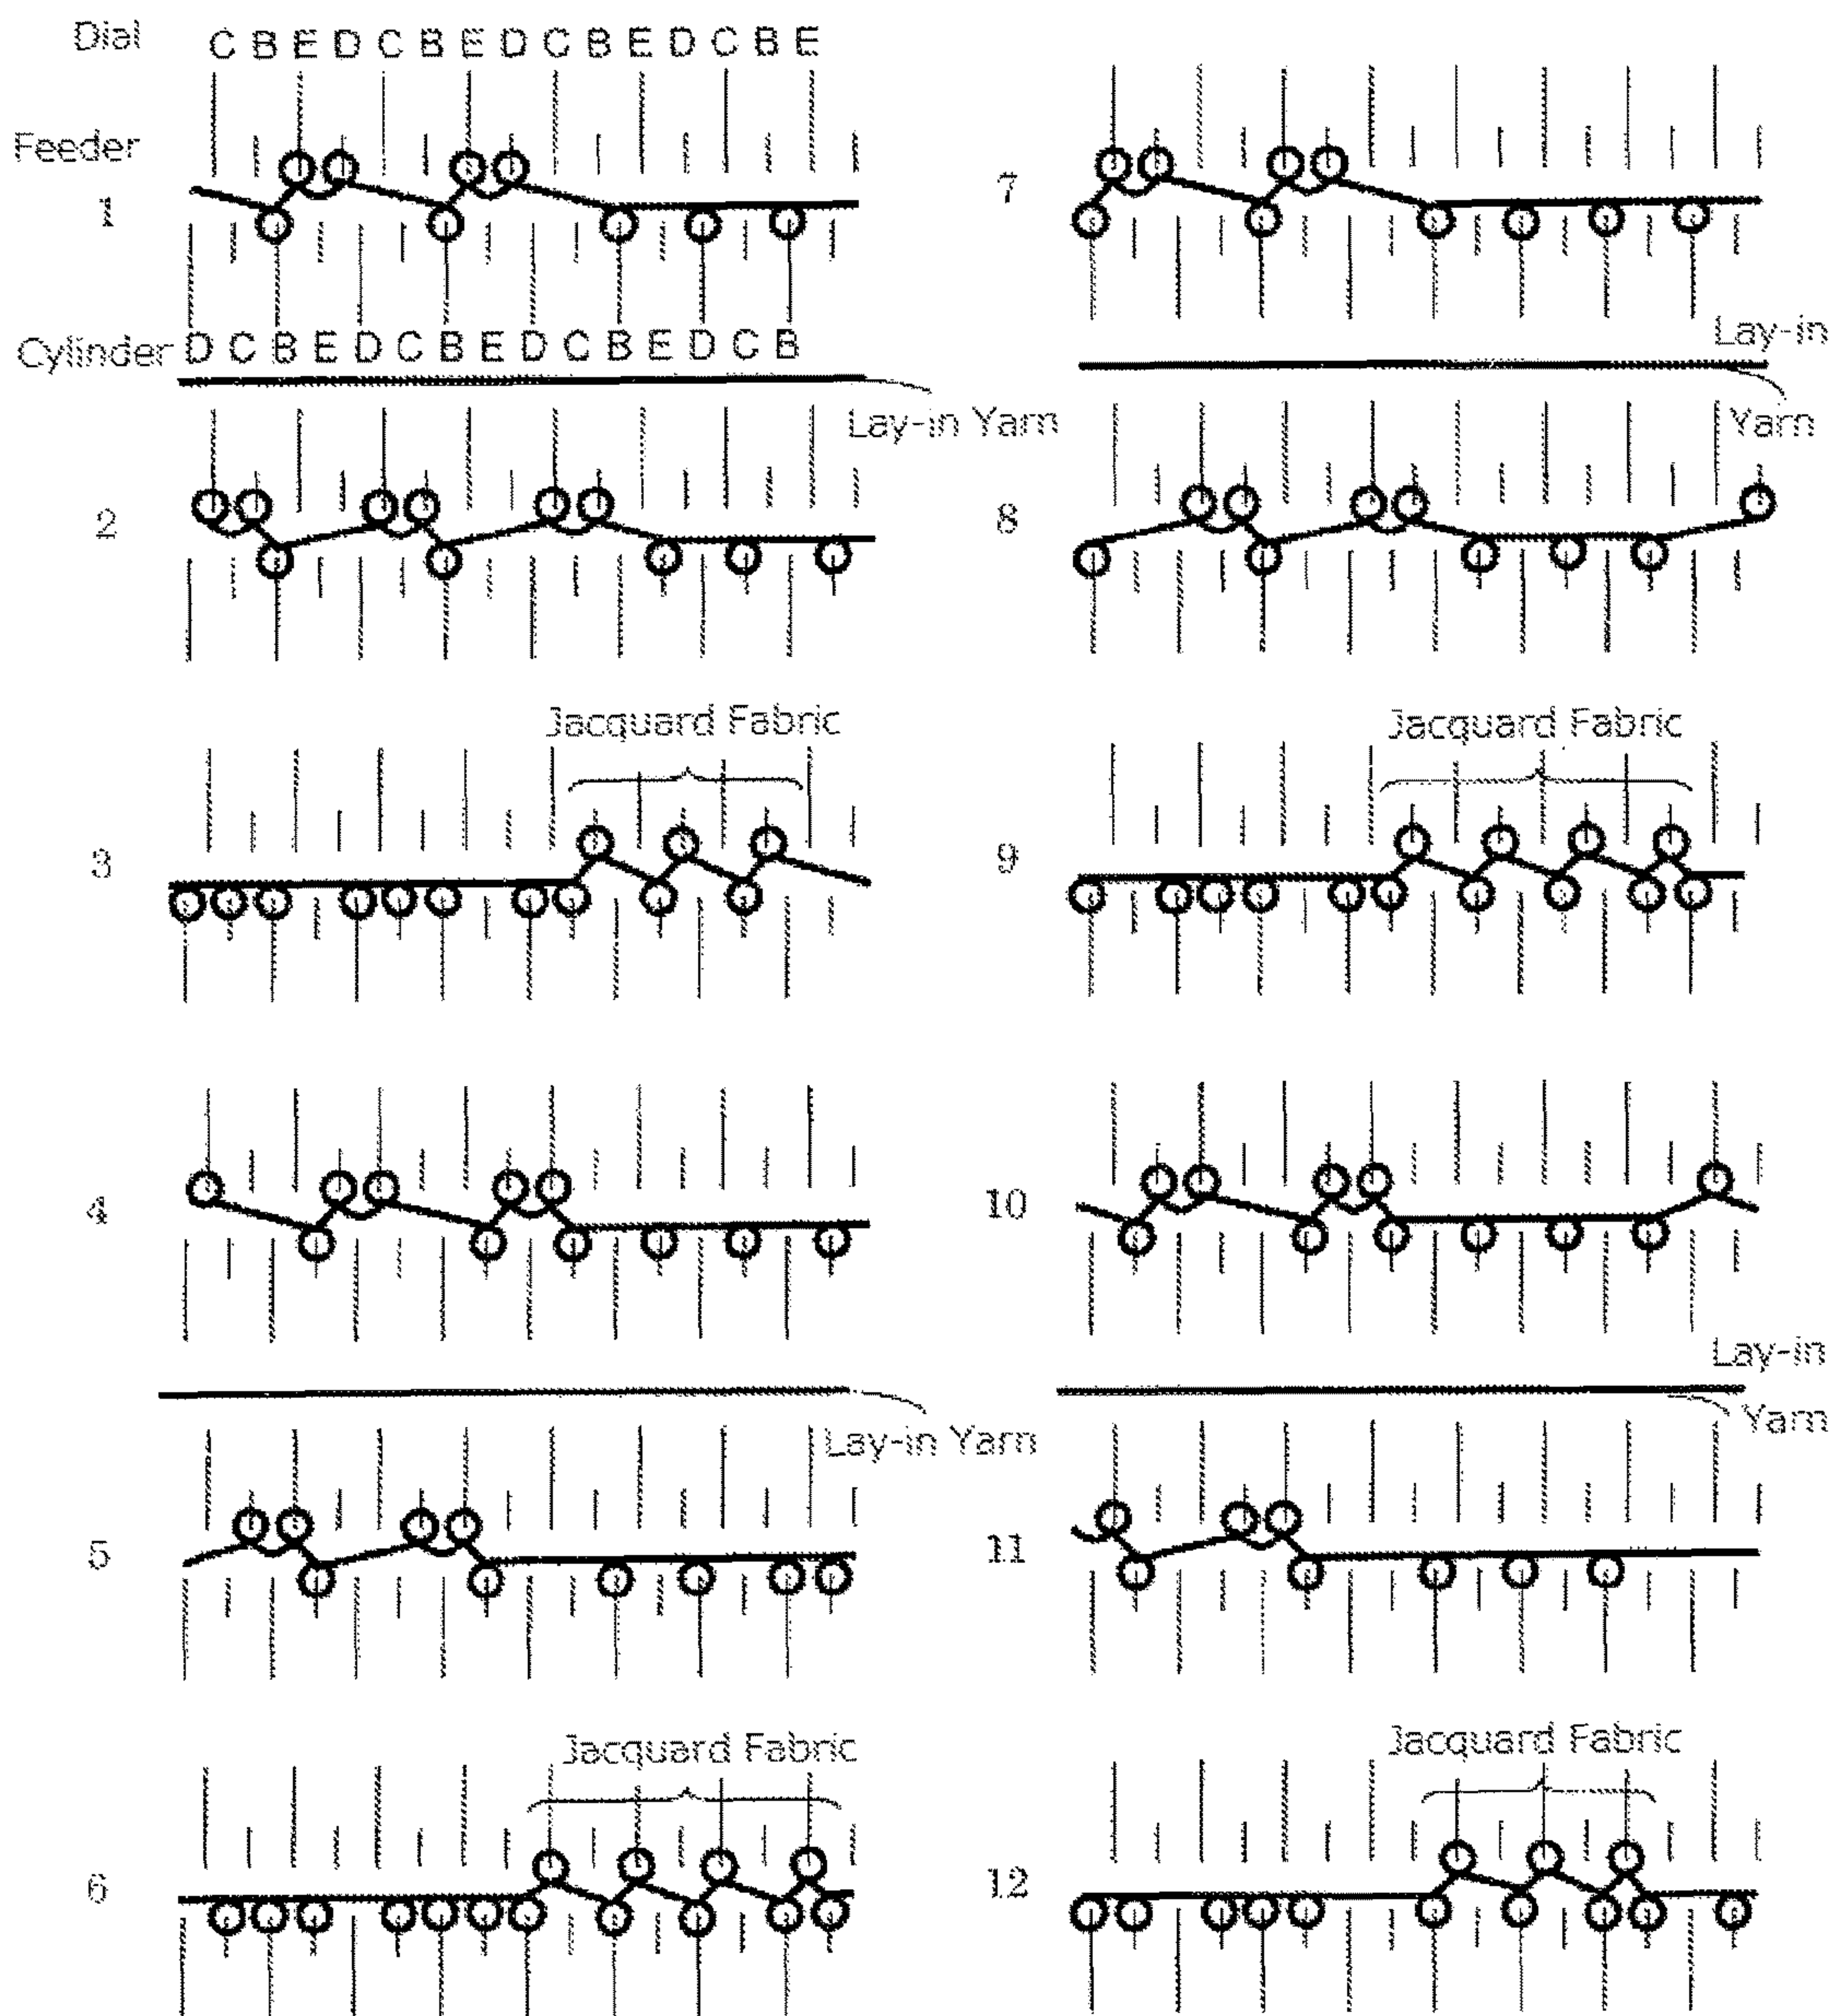 Dial C B E D C B E D C B E D C B E
Feeder
1
Cylinder D C B E D C B E D C B E D C B
Lay-in Yarn
2
Jacquard Fabric
3
4
Lay-in Yarn
5
Jacquard Fabric
6
7
Lay-in
Yarn
8
Jacquard Fabric
9
10
Lay-in
Yarn
11
Jacquard Fabric
12